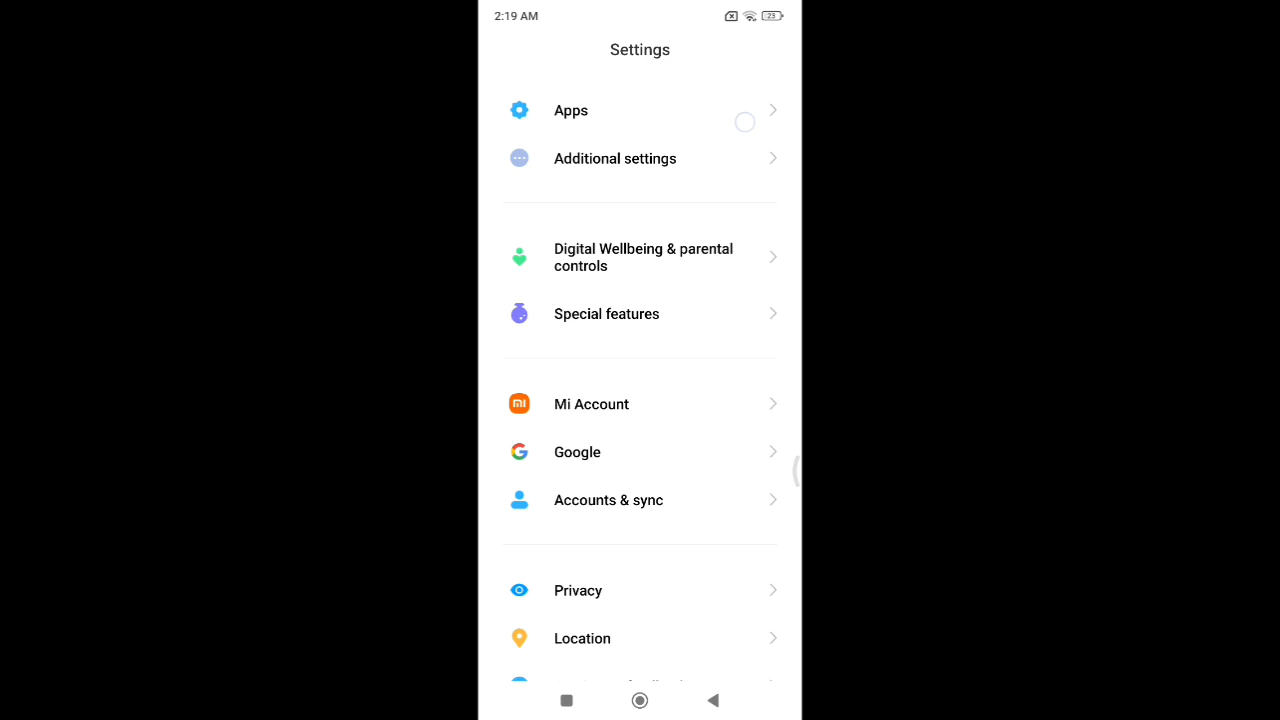 2:19 AM
23
Settings
Apps
Additional settings
Digital Wellbeing & parental
controls
Special features
Mi Account
Google
Accounts & sync
Privacy
Location